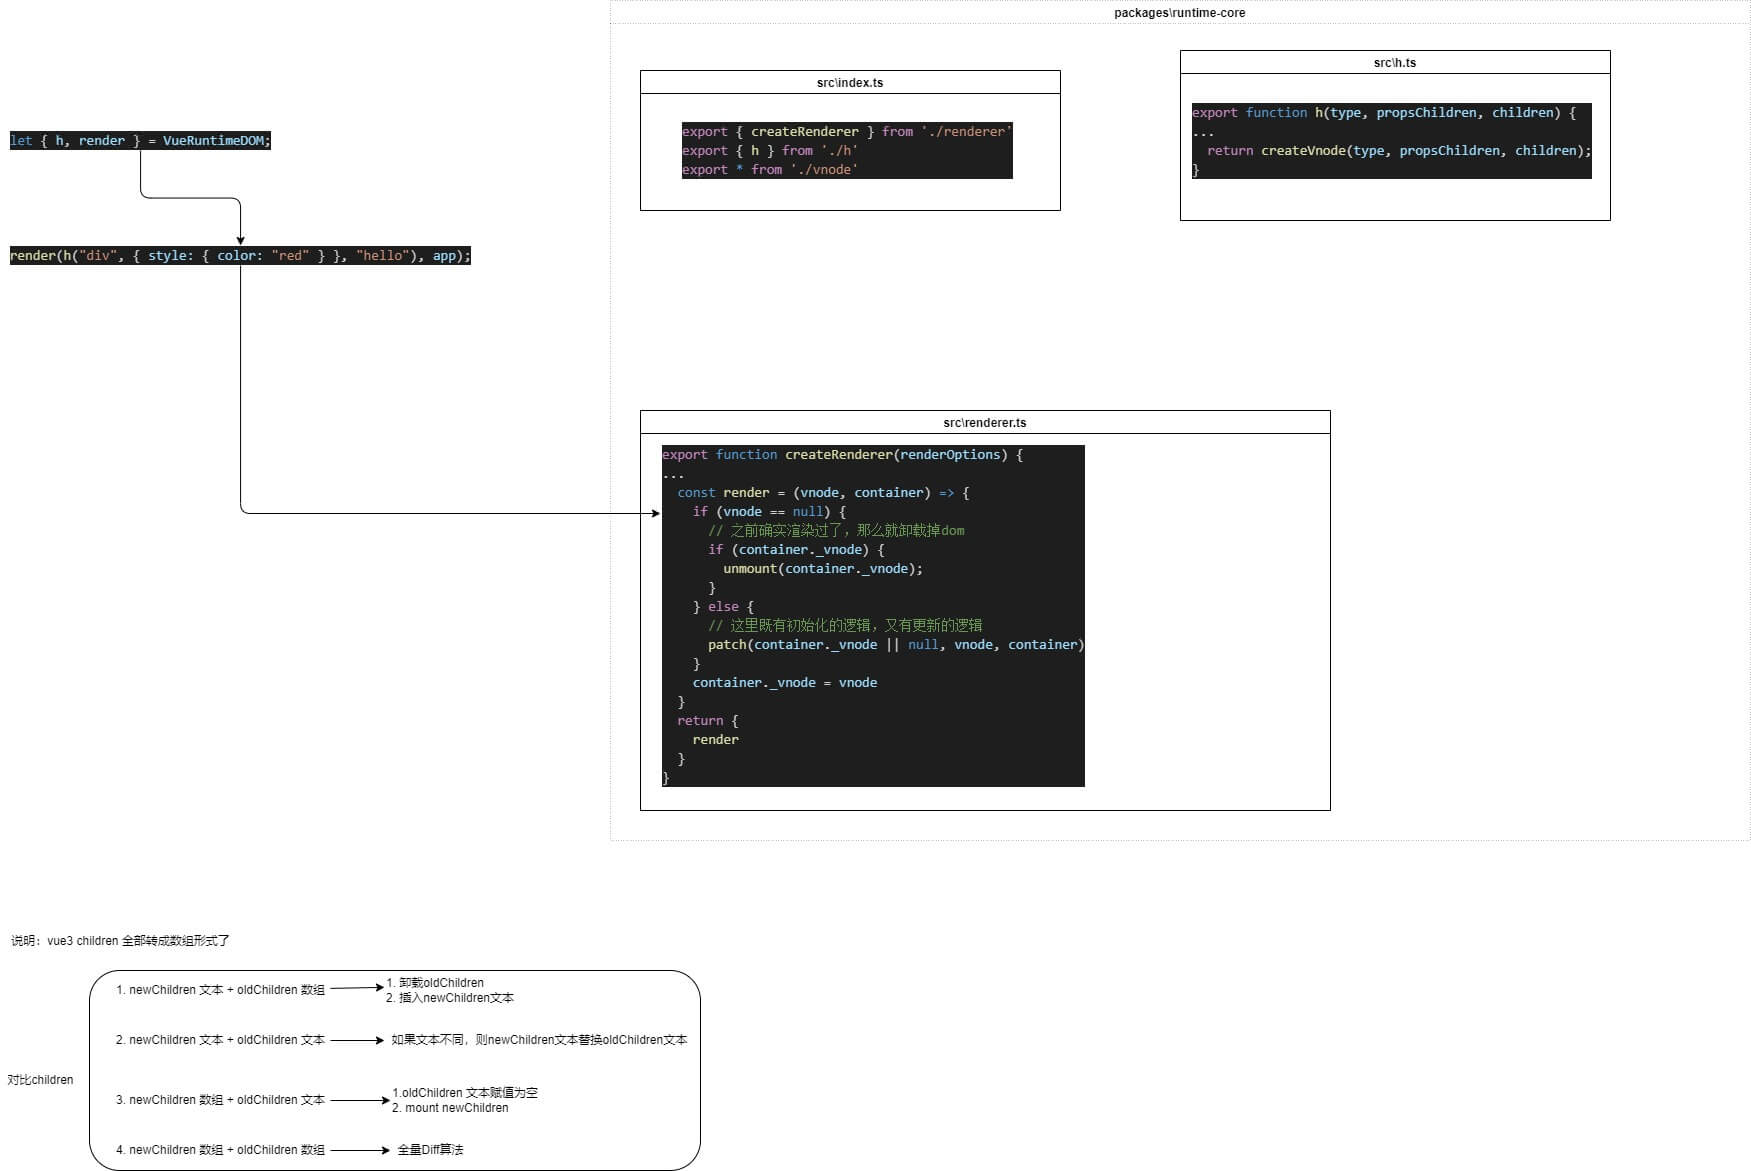 packages\runtime-core
src\index.ts
export { createRenderer } from './renderer'
export { h } from './h'
export * from './vnode'
src\h.ts
export function h(type, propsChildren, children) {
...
  return createVnode(type, propsChildren, children);
}
let { h, render } = VueRuntimeDOM;
render(h("div", { style: { color: "red" } }, "hello"), app);
src\renderer.ts
export function createRenderer(renderOptions) {
...
  const render = (vnode, container) => {
    if (vnode == null) {
      // 之前确实渲染过了，那么就卸载掉dom
      if (container._vnode) {
        unmount(container._vnode);
      }
    } else {
      // 这里既有初始化的逻辑，又有更新的逻辑
      patch(container._vnode || null, vnode, container)
    }
    container._vnode = vnode
  }
  return {
    render
  }
}
说明：vue3 children 全部转成数组形式了
对比children
1. newChildren 文本 + oldChildren 数组
1. 卸载oldChildren
2. 插入newChildren文本
2. newChildren 文本 + oldChildren 文本
如果文本不同，则newChildren文本替换oldChildren文本
3. newChildren 数组 + oldChildren 文本
1.oldChildren 文本赋值为空
2. mount newChildren
4. newChildren 数组 + oldChildren 数组
全量Diff算法